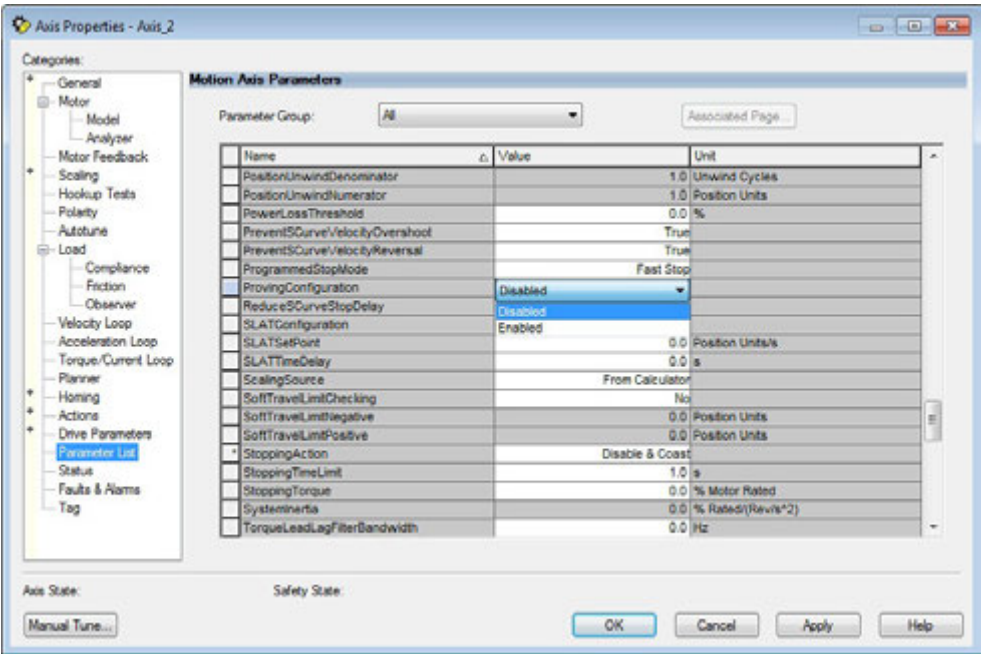 Axis Properties - Axis_2
Categories:
General
Motor
Model
Analyzer
Motor Feedback
Scaling
Hookup Tests
Polarity
Autotune
Load
Compliance
Friction
Observer
Velocity Loop
Acceleration Loop
Torque/Current Loop
Planner
Homing
Actions
Drive Parameters
Parameter List
Status
Faults & Alarms
Tag
Motion Axis Parameters
Parameter Group: All Associated Page...
Name Value Unit
PositionUnwindDenominator 1.0 Unwind Cycles
PositionUnwindNumerator 1.0 Position Units
PowerLossThreshold 0.0 %
PreventSCurveVelocityOvershoot True
PreventSCurveVelocityReversal True
ProgrammedStopMode Fast Stop
ProvingConfiguration Disabled
ReduceSCurveStopDelay Disabled
SLATConfiguration Enabled
SLATSetPoint 0.0 Position Units/s
SLATTimeDelay 0.0 s
ScalingSource From Calculator
SoftTravelLimitChecking No
SoftTravelLimitNegative 0.0 Position Units
SoftTravelLimitPositive 0.0 Position Units
* StoppingAction Disable & Coast
StoppingTimeLimit 1.0 s
StoppingTorque 0.0 % Motor Rated
SystemInertia 0.0 % Rated/(Rev/s^2)
TorqueLeadLagFilterBandwidth 0.0 Hz
Axis State: Safety State:
Manual Tune... OK Cancel Apply Help